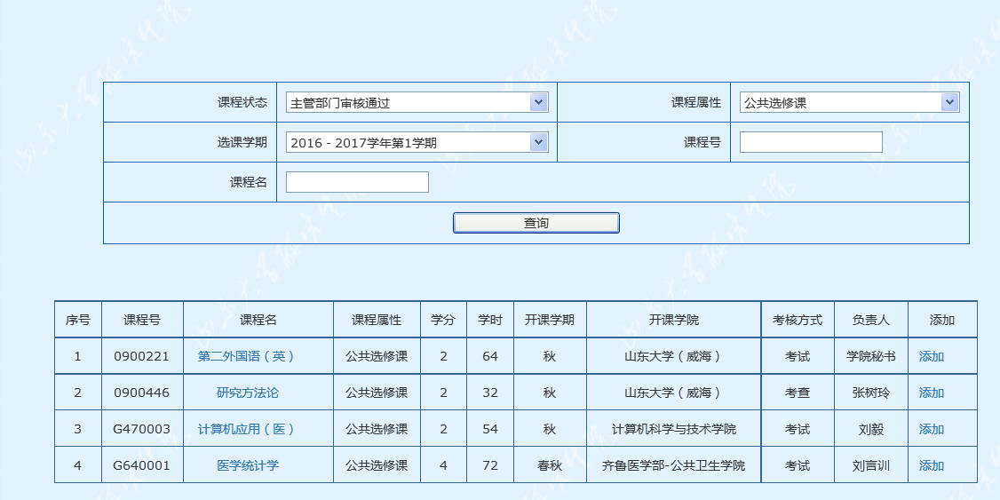 课程状态 主管部门审核通过 课程属性 公共选修课
选课学期 2016 - 2017学年第1学期 课程号
课程名
查询
序号 课程号 课程名 课程属性 学分 学时 开课学期 开课学院 考核方式 负责人 添加
1 0900221 第二外国语（英） 公共选修课 2 64 秋 山东大学（威海） 考试 学院秘书 添加
2 0900446 研究方法论 公共选修课 2 32 秋 山东大学（威海） 考查 张树玲 添加
3 G470003 计算机应用（医） 公共选修课 2 54 秋 计算机科学与技术学院 考试 刘毅 添加
4 G640001 医学统计学 公共选修课 4 72 春秋 齐鲁医学部-公共卫生学院 考试 刘言训 添加